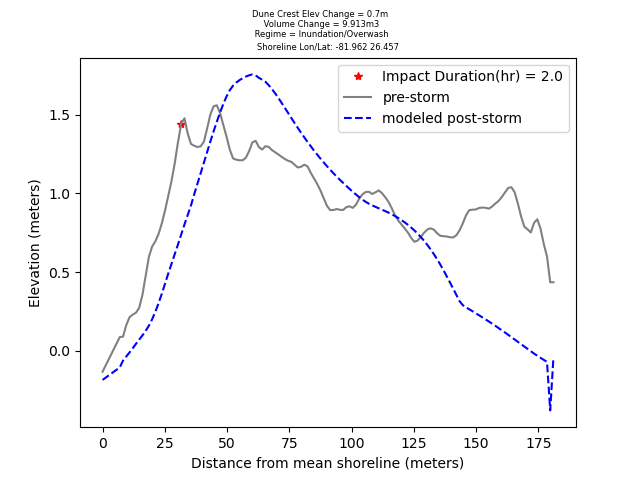 Dune Crest Elev Change = 0.7m
Volume Change = 9.913m3
Regime = Inundation/Overwash
Shoreline Lon/Lat: -81.962 26.457
Impact Duration(hr) = 2.0
pre-storm
modeled post-storm
1.5
1.0
0.5
0.0
Elevation (meters)
0 25 50 75 100 125 150 175
Distance from mean shoreline (meters)